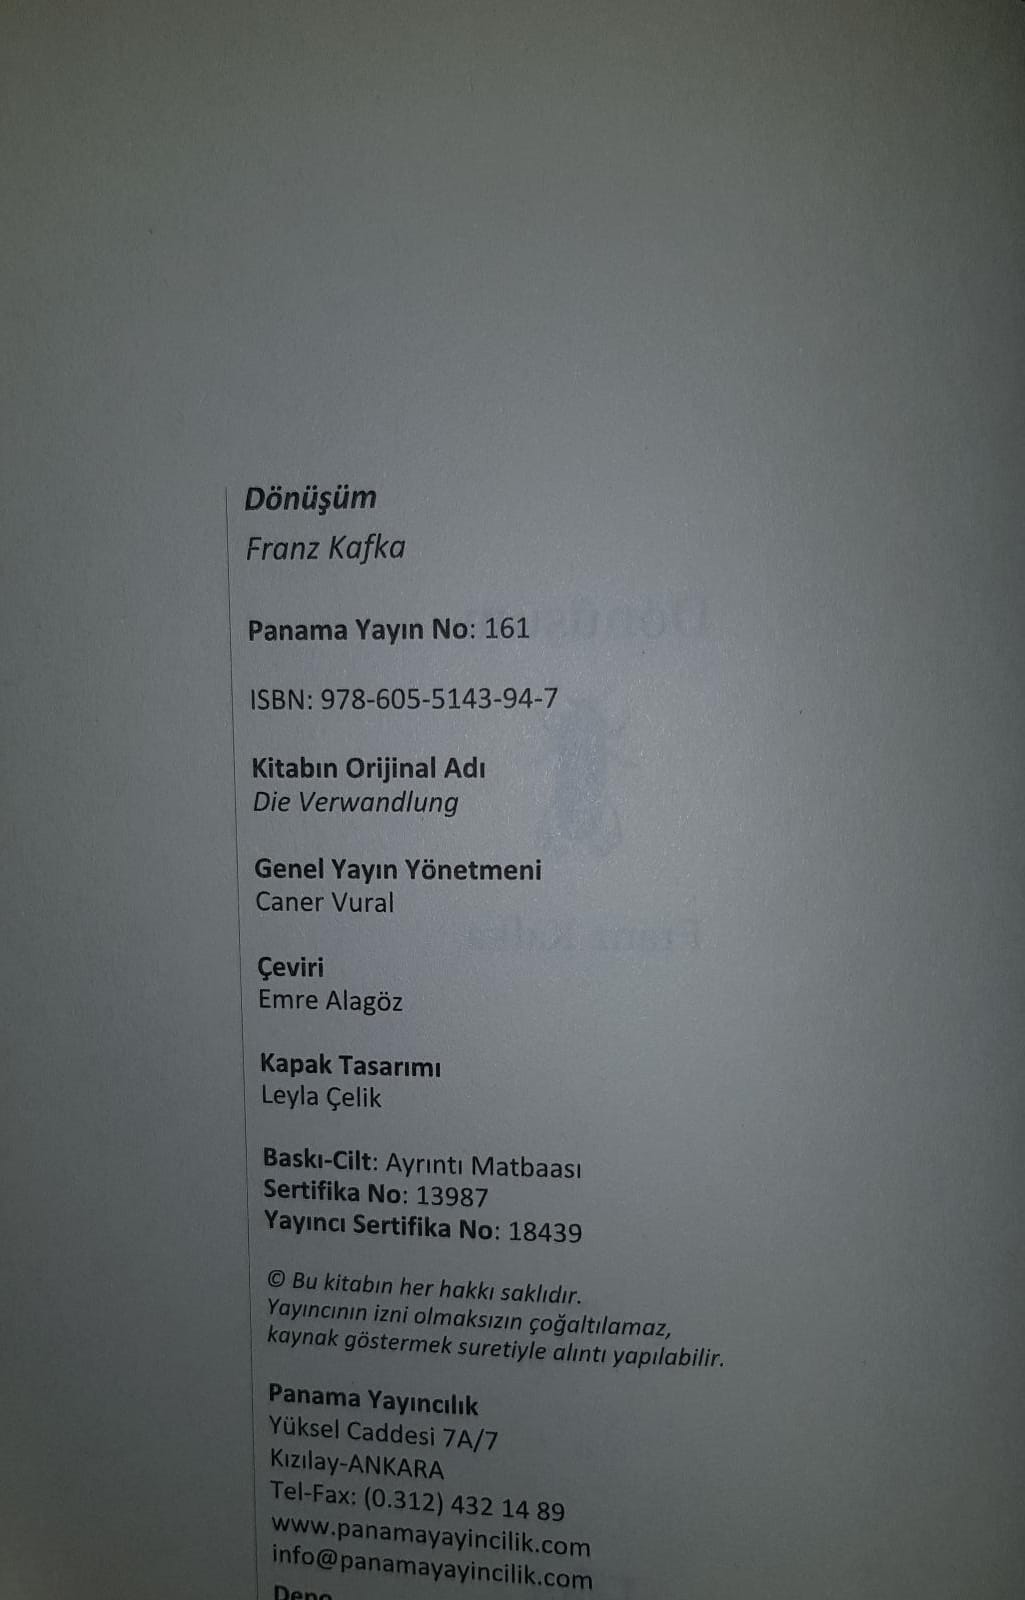 Dönüşüm
Franz Kafka
Panama Yayın No: 161
ISBN: 978-605-5143-94-7
Kitabın Orijinal Adı
Die Verwandlung
Genel Yayın Yönetmeni
Caner Vural
Çeviri
Emre Alagöz
Kapak Tasarımı
Leyla Çelik
Baskı-Cilt: Ayrıntı Matbaası
Sertifika No: 13987
Yayıncı Sertifika No: 18439
© Bu kitabın her hakkı saklıdır.
Yayıncının izni olmaksızın çoğaltılamaz,
kaynak göstermek suretiyle alıntı yapılabilir.
Panama Yayıncılık
Yüksel Caddesi 7A/7
Kızılay-ANKARA
Tel-Fax: (0.312) 432 14 89
www.panamayayincilik.com
info@panamayayincilik.com